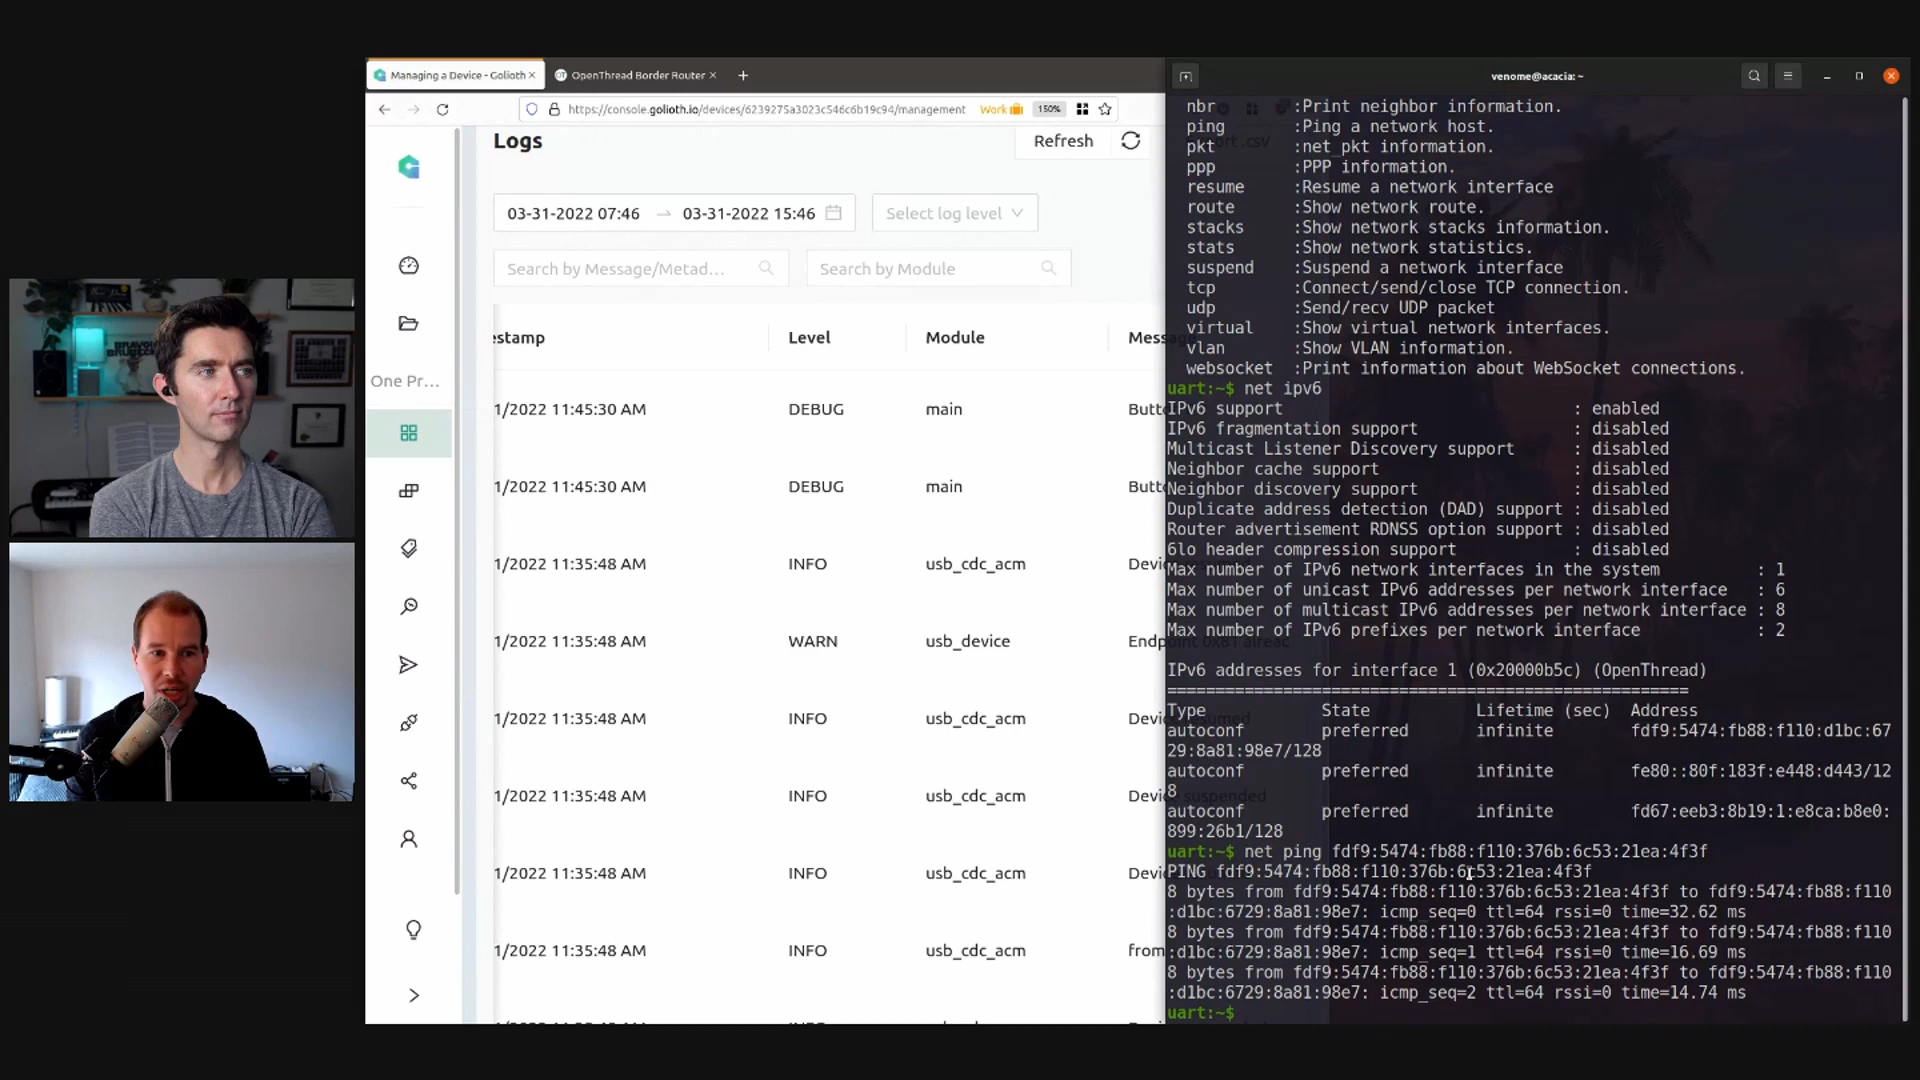 Managing a Device - Golioth
OpenThread Border Router
https://console.golioth.io/devices/6239275a3023c546c6b19c94/management
Work
150%
Logs
Refresh
03-31-2022 07:46 → 03-31-2022 15:46
Select log level
Search by Message/Metad...
Search by Module
One Pr...
estamp Level Module Messag
1/2022 11:45:30 AM DEBUG main Butt
1/2022 11:45:30 AM DEBUG main Butt
1/2022 11:35:48 AM INFO usb_cdc_acm Devi
1/2022 11:35:48 AM WARN usb_device Endp
1/2022 11:35:48 AM INFO usb_cdc_acm Devi
1/2022 11:35:48 AM INFO usb_cdc_acm Device suspended
1/2022 11:35:48 AM INFO usb_cdc_acm Devi
1/2022 11:35:48 AM INFO usb_cdc_acm from
venome@acacia: ~
nbr :Print neighbor information.
ping :Ping a network host.
pkt :net_pkt information.
ppp :PPP information.
resume :Resume a network interface
route :Show network route.
stacks :Show network stacks information.
stats :Show network statistics.
suspend :Suspend a network interface
tcp :Connect/send/close TCP connection.
udp :Send/recv UDP packet
virtual :Show virtual network interfaces.
vlan :Show VLAN information.
websocket :Print information about WebSocket connections.
uart:~$ net ipv6
IPv6 support : enabled
IPv6 fragmentation support : disabled
Multicast Listener Discovery support : disabled
Neighbor cache support : disabled
Neighbor discovery support : disabled
Duplicate address detection (DAD) support : disabled
Router advertisement RDNSS option support : disabled
6lo header compression support : disabled
Max number of IPv6 network interfaces in the system : 1
Max number of unicast IPv6 addresses per network interface : 6
Max number of multicast IPv6 addresses per network interface : 8
Max number of IPv6 prefixes per network interface : 2
IPv6 addresses for interface 1 (0x20000b5c) (OpenThread)
======================================================
Type State Lifetime (sec) Address
autoconf preferred infinite fdf9:5474:fb88:f110:d1bc:67
29:8a81:98e7/128
autoconf preferred infinite fe80::80f:183f:e448:d443/12
8
autoconf preferred infinite fd67:eeb3:8b19:1:e8ca:b8e0:
899:26b1/128
uart:~$ net ping fdf9:5474:fb88:f110:376b:6c53:21ea:4f3f
PING fdf9:5474:fb88:f110:376b:6c53:21ea:4f3f
8 bytes from fdf9:5474:fb88:f110:376b:6c53:21ea:4f3f to fdf9:5474:fb88:f110
:d1bc:6729:8a81:98e7: icmp_seq=0 ttl=64 rssi=0 time=32.62 ms
8 bytes from fdf9:5474:fb88:f110:376b:6c53:21ea:4f3f to fdf9:5474:fb88:f110
:d1bc:6729:8a81:98e7: icmp_seq=1 ttl=64 rssi=0 time=16.69 ms
8 bytes from fdf9:5474:fb88:f110:376b:6c53:21ea:4f3f to fdf9:5474:fb88:f110
:d1bc:6729:8a81:98e7: icmp_seq=2 ttl=64 rssi=0 time=14.74 ms
uart:~$